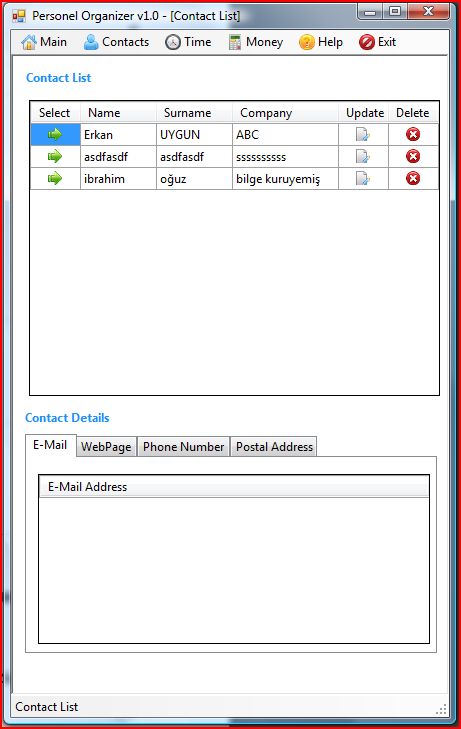 Personel Organizer v1.0 - [Contact List]
Main Contacts Time Money Help Exit
Contact List
Select Name Surname Company Update Delete
Erkan UYGUN ABC
asdfasdf asdfasdf ssssssssss
ibrahim oğuz bilge kuruyemiş
Contact Details
E-Mail WebPage Phone Number Postal Address
E-Mail Address
Contact List